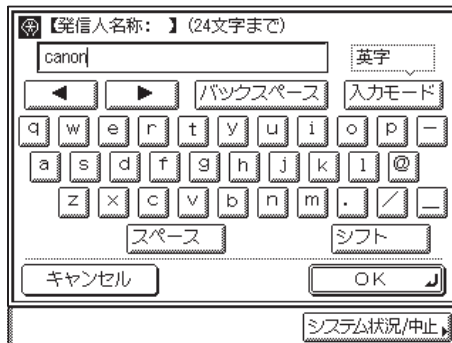 【発信人名称： 】(24文字まで)
canon
英字
◀ ▶ バックスペース 入力モード
q w e r t y u i o p －
a s d f g h j k l @
z x c v b n m . / _
スペース シフト
キャンセル OK
システム状況/中止